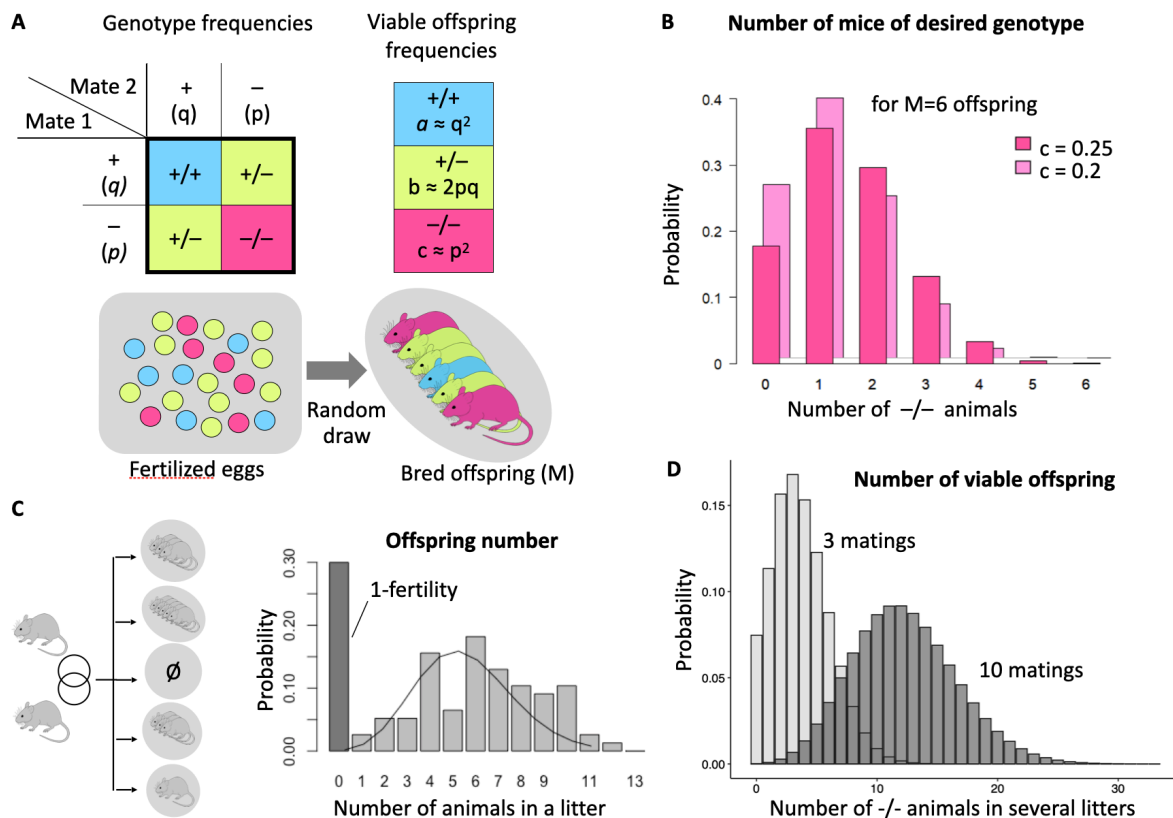 A
Genotype frequencies
Viable offspring
frequencies
Mate 2
+
(q)
–
(p)
Mate 1
+
(q)
+/+
+/–
–
(p)
+/–
–/–
+/+
a ≈ q²
+/–
b ≈ 2pq
–/–
c ≈ p²
Random
draw
Fertilized eggs
Bred offspring (M)
B
Number of mice of desired genotype
for M=6 offspring
c = 0.25
c = 0.2
Probability
0.4
0.3
0.2
0.1
0
0 1 2 3 4 5 6
Number of –/– animals
C
Ø
Offspring number
1-fertility
Probability
0.30
0.20
0.10
0.00
0 1 2 3 4 5 6 7 8 9 11 13
Number of animals in a litter
D
Number of viable offspring
3 matings
10 matings
Probability
0.15
0.10
0.05
0.00
0 10 20 30
Number of -/- animals in several litters